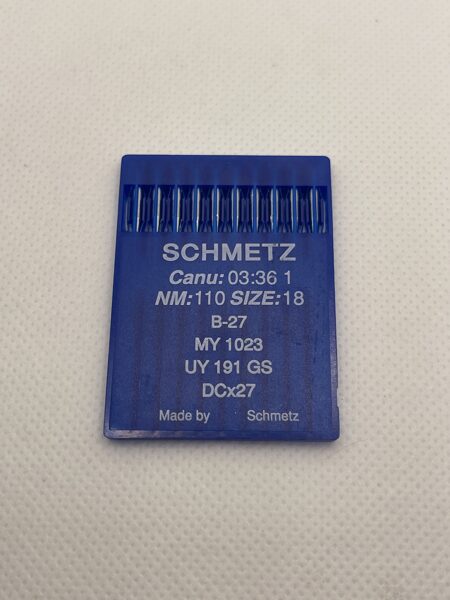 SCHMETZ
Canu: 03:36 1
NM:110 SIZE:18
B-27
MY 1023
UY 191 GS
DCx27
Made by Schmetz